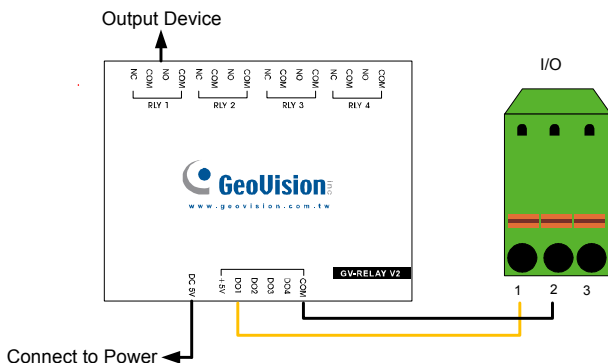 Output Device
I/O
NC COM NO COM NC COM NO COM NC COM NO COM NC COM NO COM
RLY 1 RLY 2 RLY 3 RLY 4
GeoVision inc
www.geovision.com.tw
DC 5V
+5V DO1 DO2 DO3 DO4 COM
GV-RELAY V2
1 2 3
Connect to Power